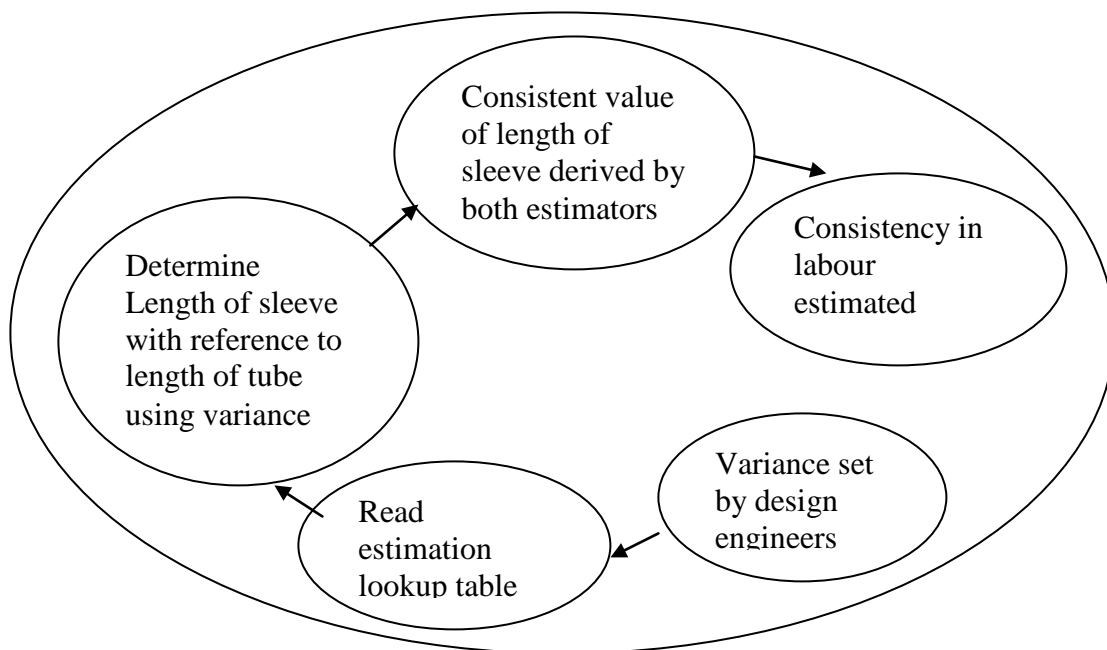 Consistent value
of length of
sleeve derived by
both estimators
Consistency in
labour
estimated
Determine
Length of sleeve
with reference to
length of tube
using variance
Variance set
by design
engineers
Read
estimation
lookup table